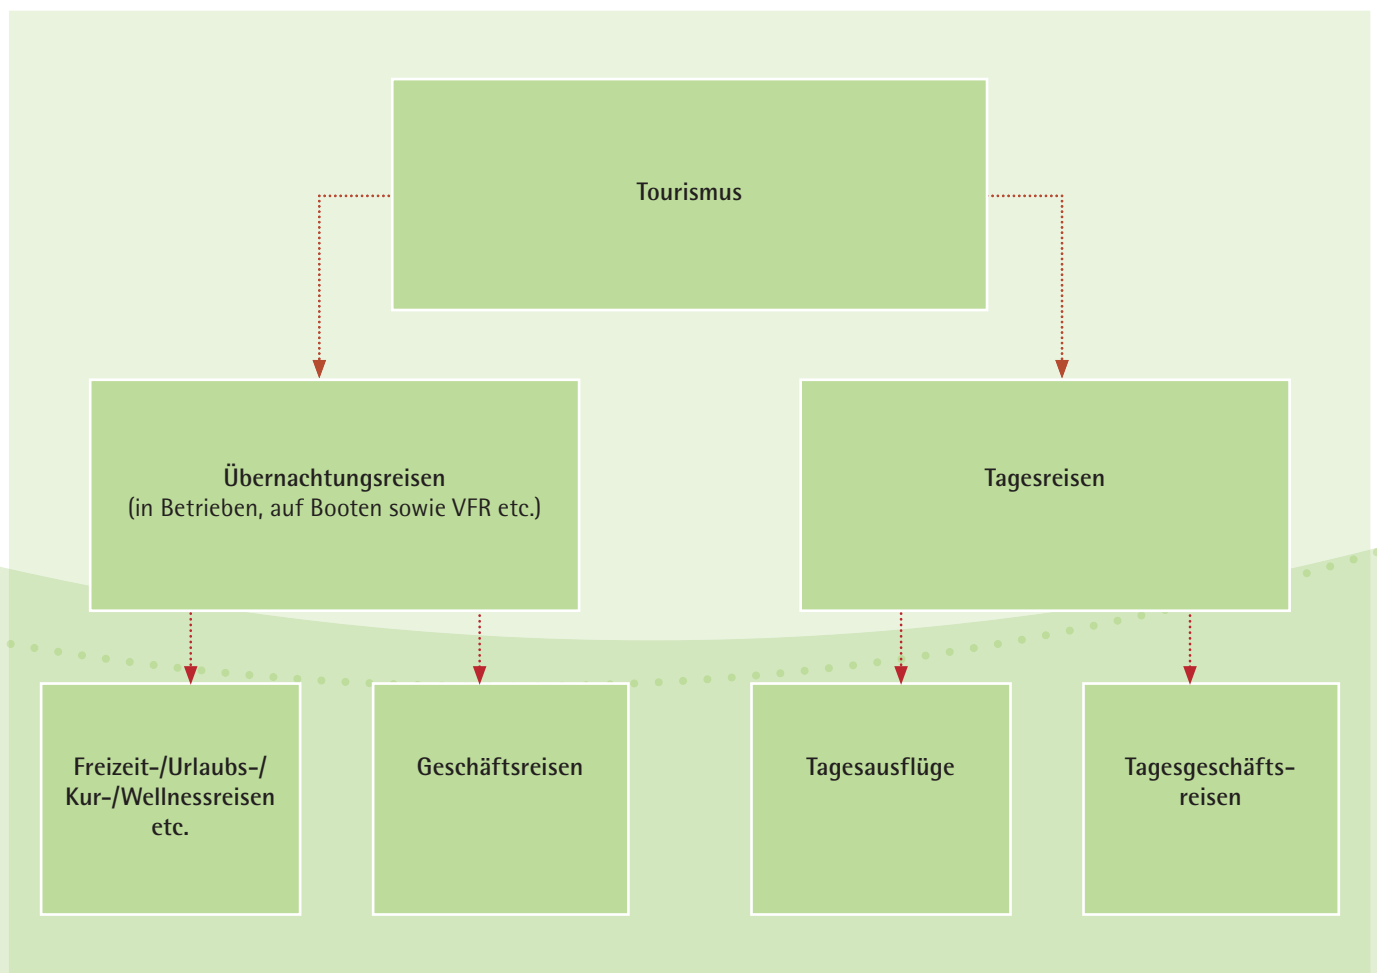 Tourismus
Übernachtungsreisen
(in Betrieben, auf Booten sowie VFR etc.)
Tagesreisen
Freizeit-/Urlaubs-/
Kur-/Wellnessreisen
etc.
Geschäftsreisen
Tagesausflüge
Tagesgeschäfts-
reisen